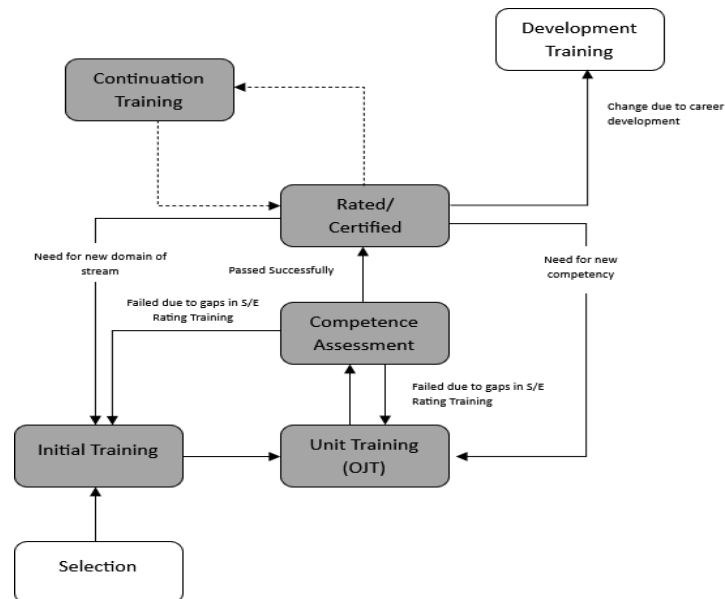 Development
Training
Continuation
Training
Change due to career
development
Rated/
Certified
Need for new domain of
stream
Passed Successfully
Need for new
competency
Failed due to gaps in S/E
Rating Training
Competence
Assessment
Failed due to gaps in S/E
Rating Training
Initial Training
Unit Training
(OJT)
Selection